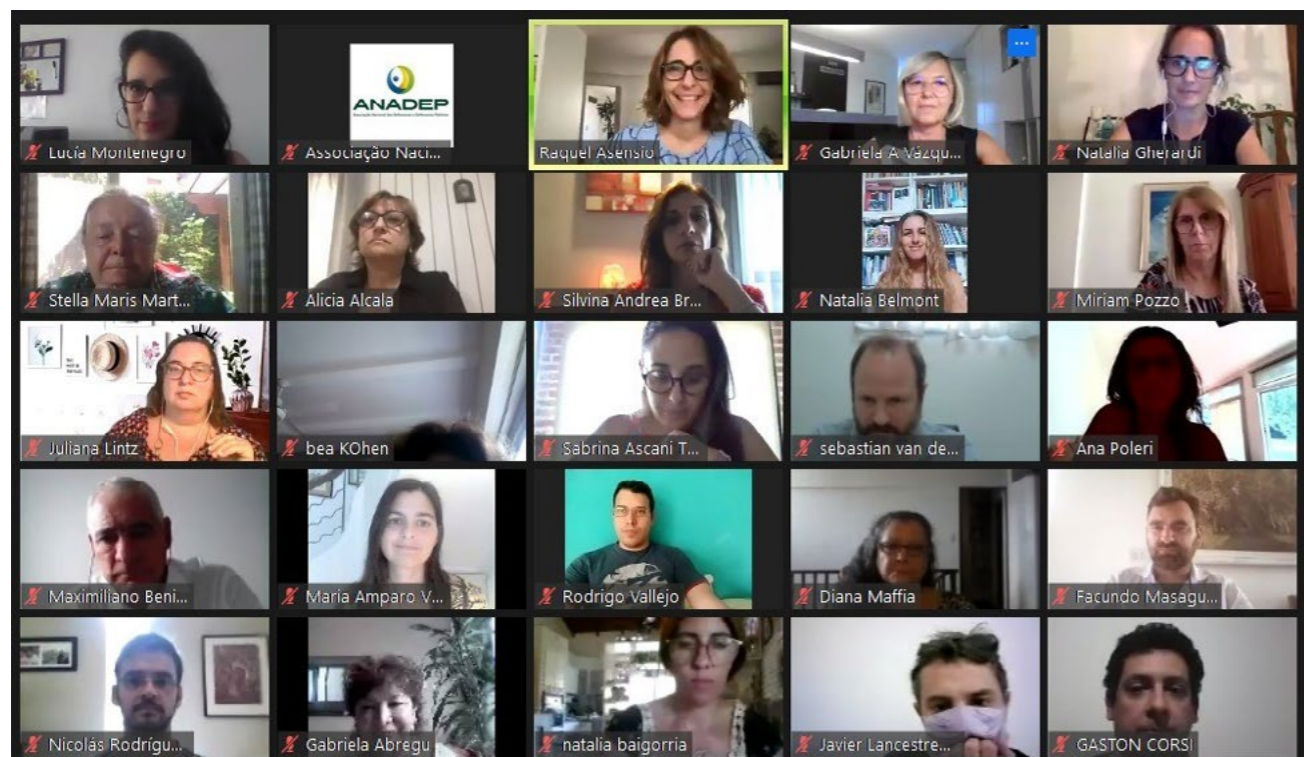 Lucía Montenegro
ANADEP
Associação Naci...
Raquel Asensio
Gabriela A Vázqu...
Natalia Gherardi
Stella Maris Mart...
Alicia Alcala
Silvina Andrea Br...
Natalia Belmont
Miriam Pozzo
Juliana Lintz
bea KOhen
Sabrina Ascani T...
sebastian van de...
Ana Poleri
Maximiliano Beni...
Maria Amparo V...
Rodrigo Vallejo
Diana Maffia
Facundo Masagu...
Nicolás Rodrígu...
Gabriela Abregu
natalia baigorria
Javier Lancestre...
GASTON CORSI